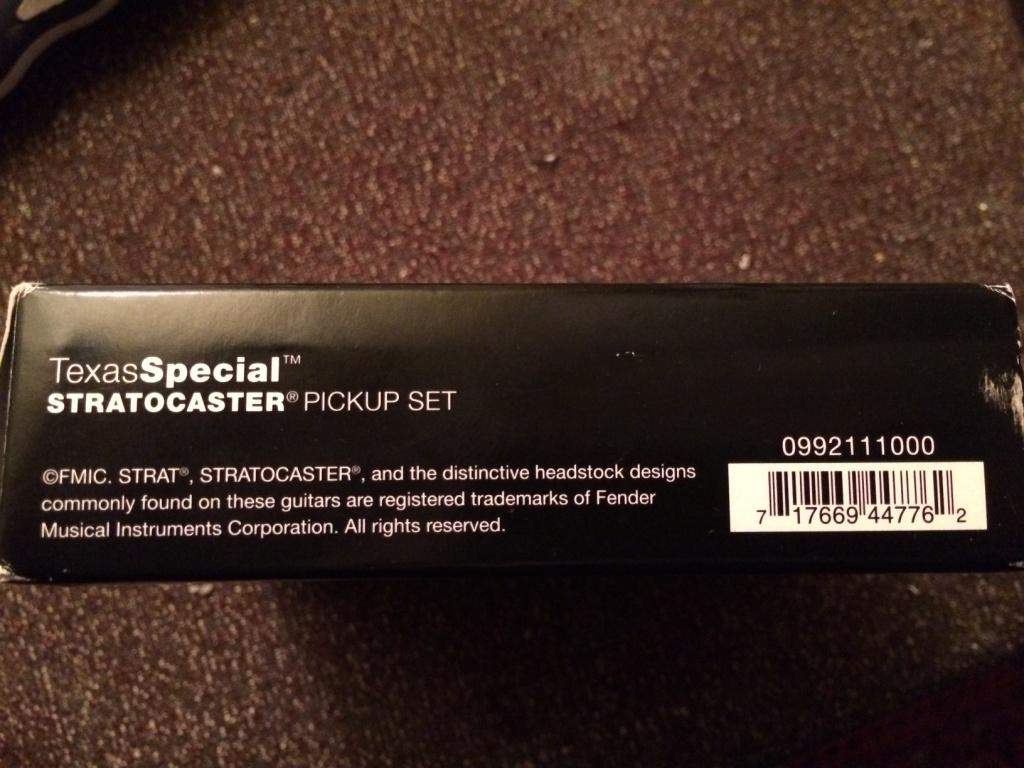 TexasSpecial™
STRATOCASTER® PICKUP SET
0992111000
©FMIC. STRAT®, STRATOCASTER®, and the distinctive headstock designs
commonly found on these guitars are registered trademarks of Fender
Musical Instruments Corporation. All rights reserved.
7 17669 44776 2